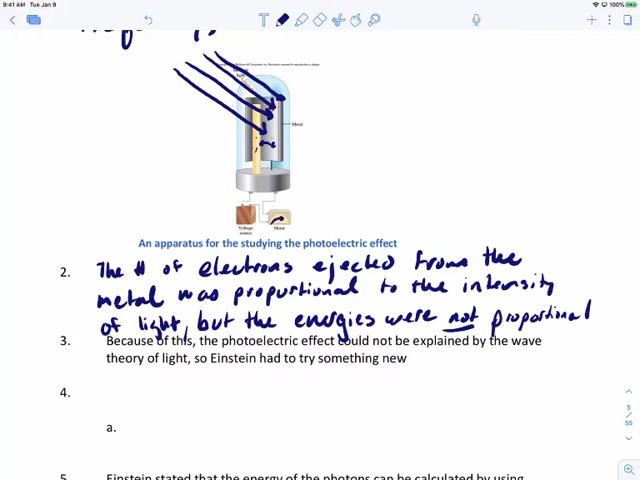 9:41 AM Tue Jan 9
100%
Metal
Voltage
source
Meter
An apparatus for the studying the photoelectric effect
2. The # of electrons ejected from the
metal was proportional to the intensity
of light, but the energies were not proportional
3. Because of this, the photoelectric effect could not be explained by the wave
theory of light, so Einstein had to try something new
4.
a.
5. Einstein stated that the energy of the photons can be calculated by using
5
/
55